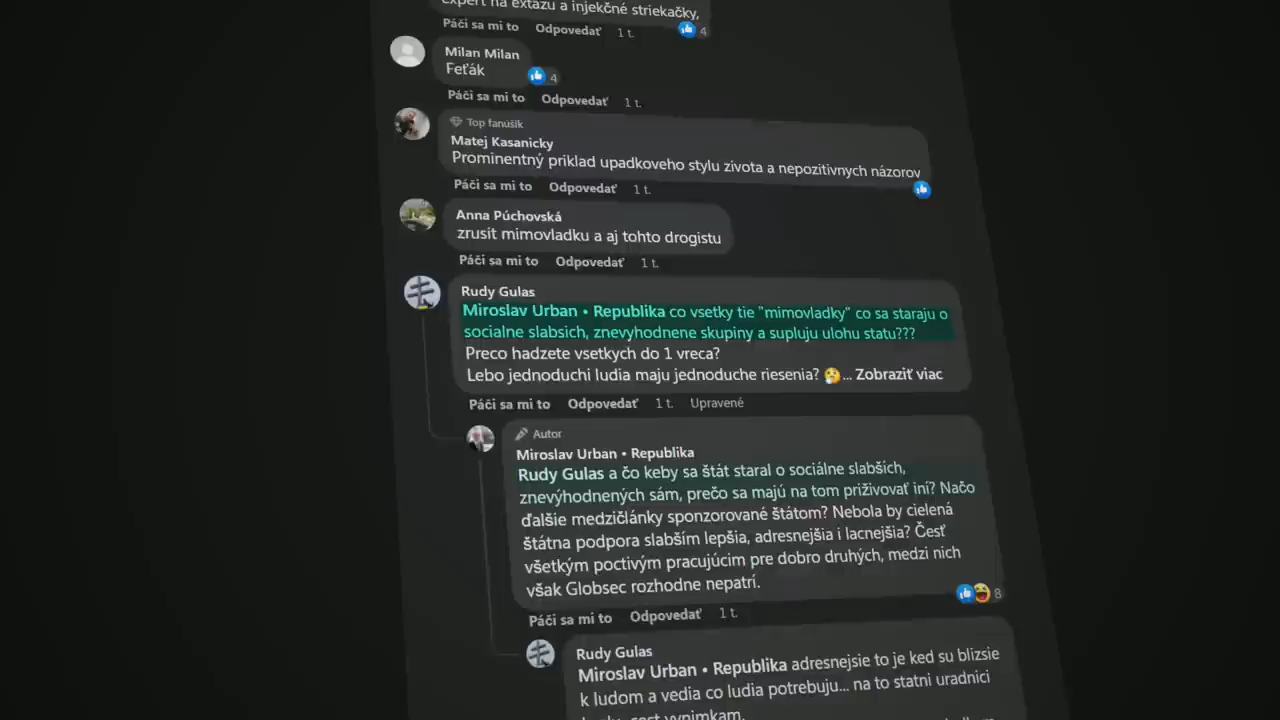 expert na extázu a injekčné striekačky,
Páči sa mi to Odpovedať 1 t. 4
Milan Milan
Feťák 4
Páči sa mi to Odpovedať 1 t.
Top fanúšik
Matej Kasanicky
Prominentný priklad upadkoveho stylu zivota a nepozitivnych názorov
Páči sa mi to Odpovedať 1 t.
Anna Púchovská
zrusit mimovladku a aj tohto drogistu
Páči sa mi to Odpovedať 1 t.
Rudy Gulas
Miroslav Urban • Republika co vsetky tie "mimovladky" co sa staraju o
socialne slabsich, znevyhodnene skupiny a supluju ulohu statu???
Preco hadzete vsetkych do 1 vreca?
Lebo jednoduchi ludia maju jednoduche riesenia? ... Zobraziť viac
Páči sa mi to Odpovedať 1 t. Upravené
Autor
Miroslav Urban • Republika
Rudy Gulas a čo keby sa štát staral o sociálne slabších,
znevýhodnených sám, prečo sa majú na tom priživovať iní? Načo
ďalšie medzičlánky sponzorované štátom? Nebola by cielená
štátna podpora slabším lepšia, adresnejšia i lacnejšia? Česť
všetkým poctivým pracujúcim pre dobro druhých, medzi nich
však Globsec rozhodne nepatrí.
8
Páči sa mi to Odpovedať 1 t.
Rudy Gulas
Miroslav Urban • Republika adresnejsie to je ked su blizsie
k ludom a vedia co ludia potrebuju... na to statni uradnici
vynimkam.